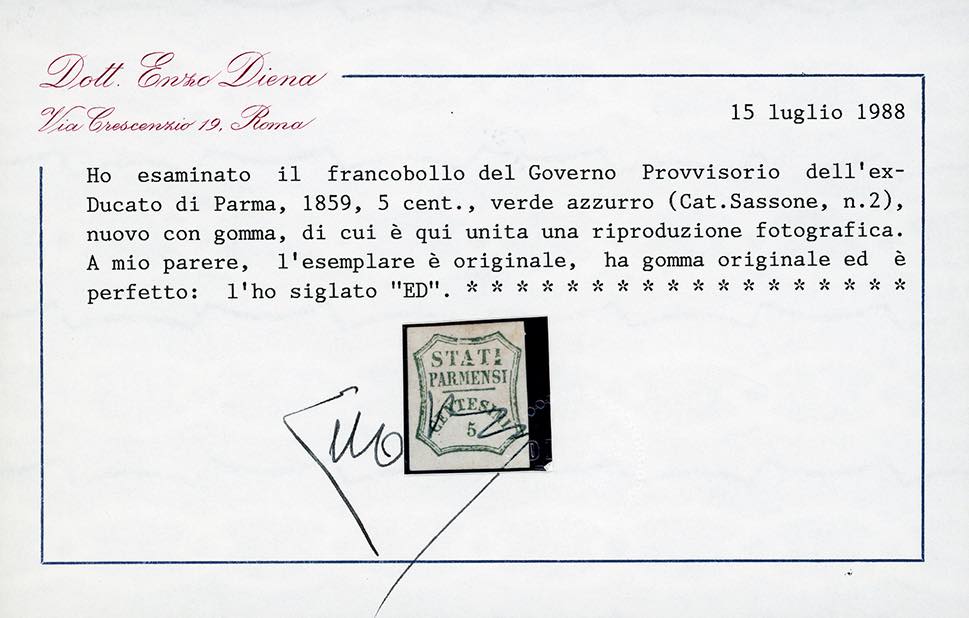 Dott. Enzo Diena
Via Crescenzio 19, Roma
15 luglio 1988
Ho esaminato il francobollo del Governo Provvisorio dell'ex-
Ducato di Parma, 1859, 5 cent., verde azzurro (Cat.Sassone, n.2),
nuovo con gomma, di cui è qui unita una riproduzione fotografica.
A mio parere, l'esemplare è originale, ha gomma originale ed è
perfetto: l'ho siglato "ED". * * * * * * * * * * * * * * * * * *
STATI
PARMENSI
CENTESIMI
5